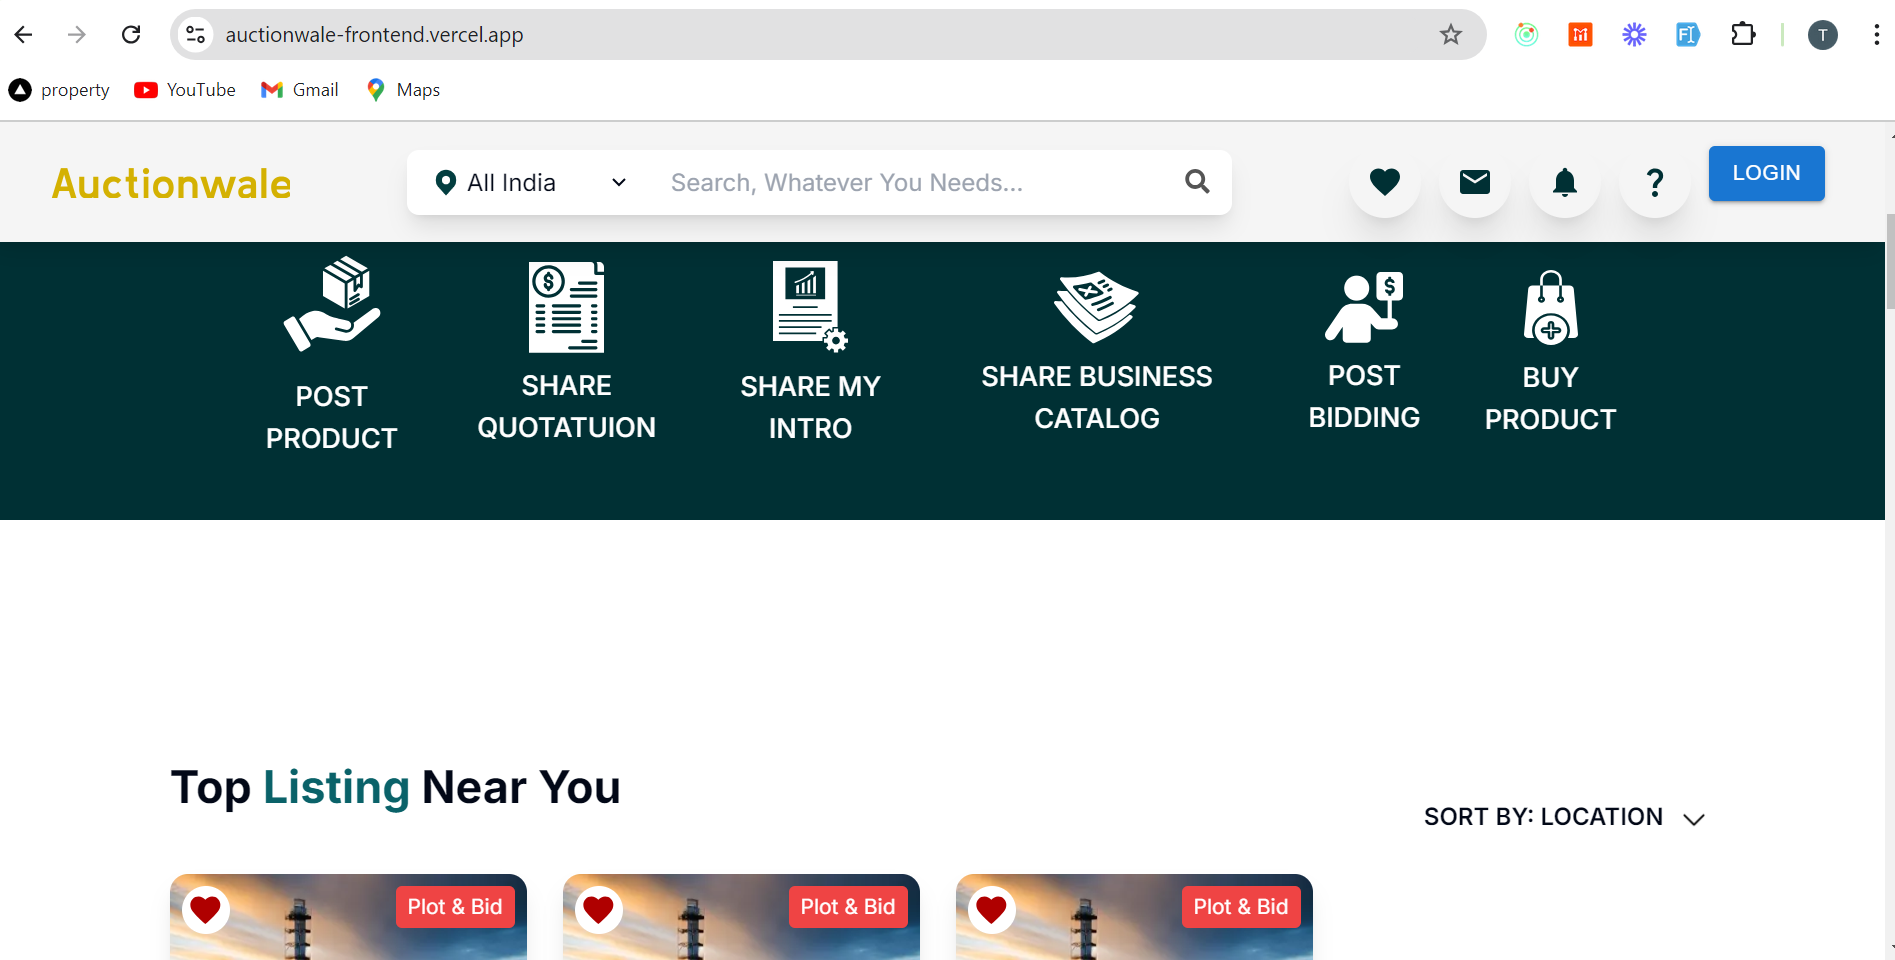 auctionwale-frontend.vercel.app
T
property YouTube Gmail Maps
Auctionwale
All India
Search, Whatever You Needs...
?
LOGIN
POST
PRODUCT
SHARE
QUOTATUION
SHARE MY
INTRO
SHARE BUSINESS
CATALOG
POST
BIDDING
BUY
PRODUCT
Top Listing Near You
SORT BY: LOCATION
Plot & Bid
Plot & Bid
Plot & Bid